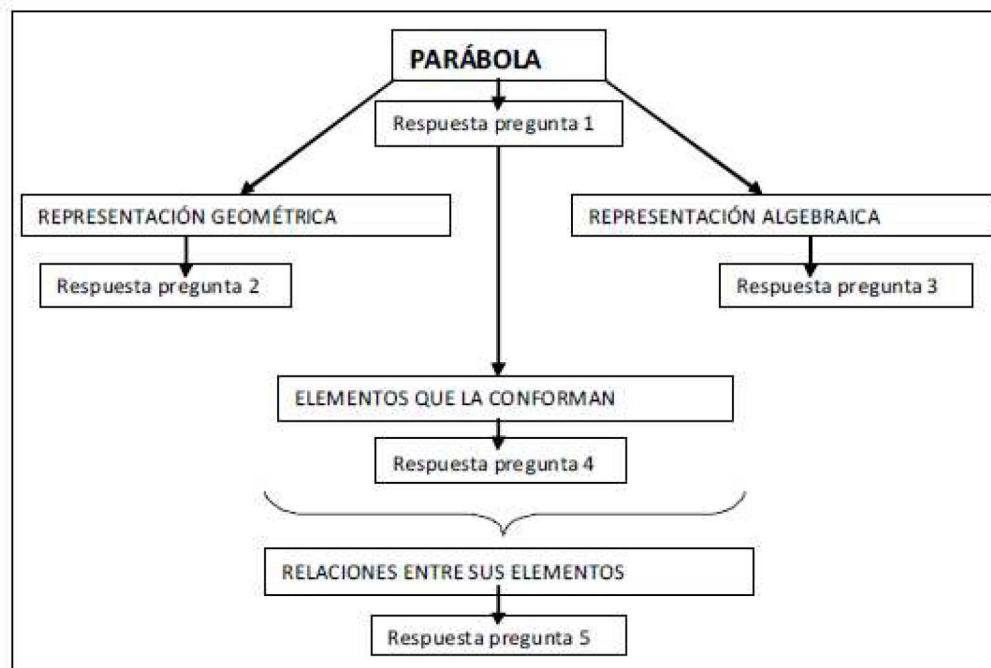 PARÁBOLA
Respuesta pregunta 1
REPRESENTACIÓN GEOMÉTRICA
REPRESENTACIÓN ALGEBRAICA
Respuesta pregunta 2
Respuesta pregunta 3
ELEMENTOS QUE LA CONFORMAN
Respuesta pregunta 4
RELACIONES ENTRE SUS ELEMENTOS
Respuesta pregunta 5